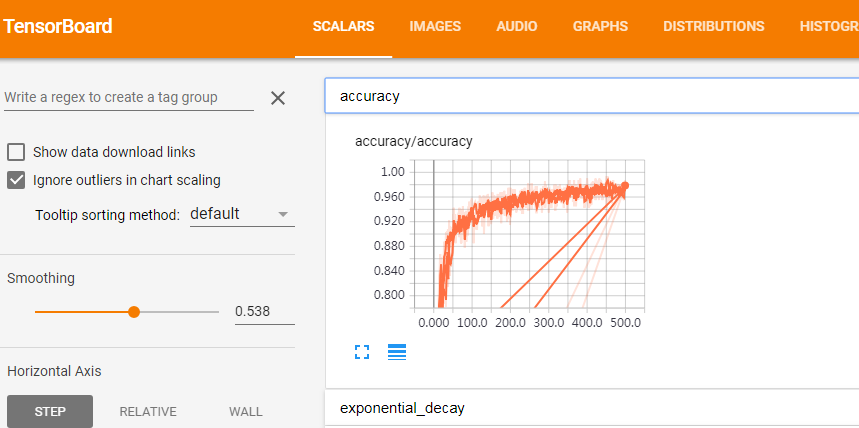 TensorBoard
SCALARS IMAGES AUDIO GRAPHS DISTRIBUTIONS HISTOGR
Write a regex to create a tag group
Show data download links
Ignore outliers in chart scaling
Tooltip sorting method: default
Smoothing
0.538
Horizontal Axis
STEP RELATIVE WALL
accuracy
accuracy/accuracy
1.00
0.960
0.920
0.880
0.840
0.800
0.000 100.0 200.0 300.0 400.0 500.0
exponential_decay